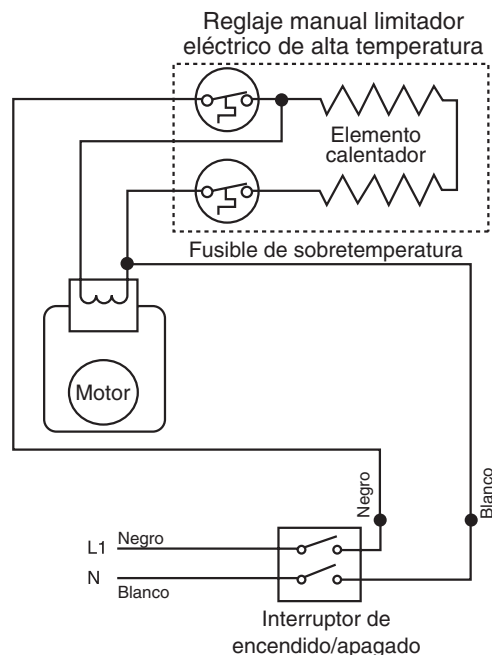 Reglaje manual limitador
eléctrico de alta temperatura
Elemento
calentador
Fusible de sobretemperatura
Motor
Negro
Blanco
L1 Negro
N
Blanco
Interruptor de
encendido/apagado